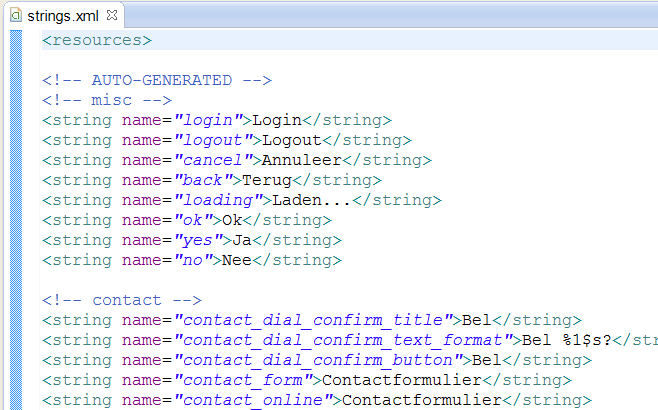 strings.xml
<resources>
<!-- AUTO-GENERATED -->
<!-- misc -->
<string name="login">Login</string>
<string name="logout">Logout</string>
<string name="cancel">Annuleer</string>
<string name="back">Terug</string>
<string name="loading">Laden...</string>
<string name="ok">Ok</string>
<string name="yes">Ja</string>
<string name="no">Nee</string>
<!-- contact -->
<string name="contact_dial_confirm_title">Bel</string>
<string name="contact_dial_confirm_text_format">Bel %1$s?</str
<string name="contact_dial_confirm_button">Bel</string>
<string name="contact_form">Contactformulier</string>
<string name="contact_online">Contactformulier</string>